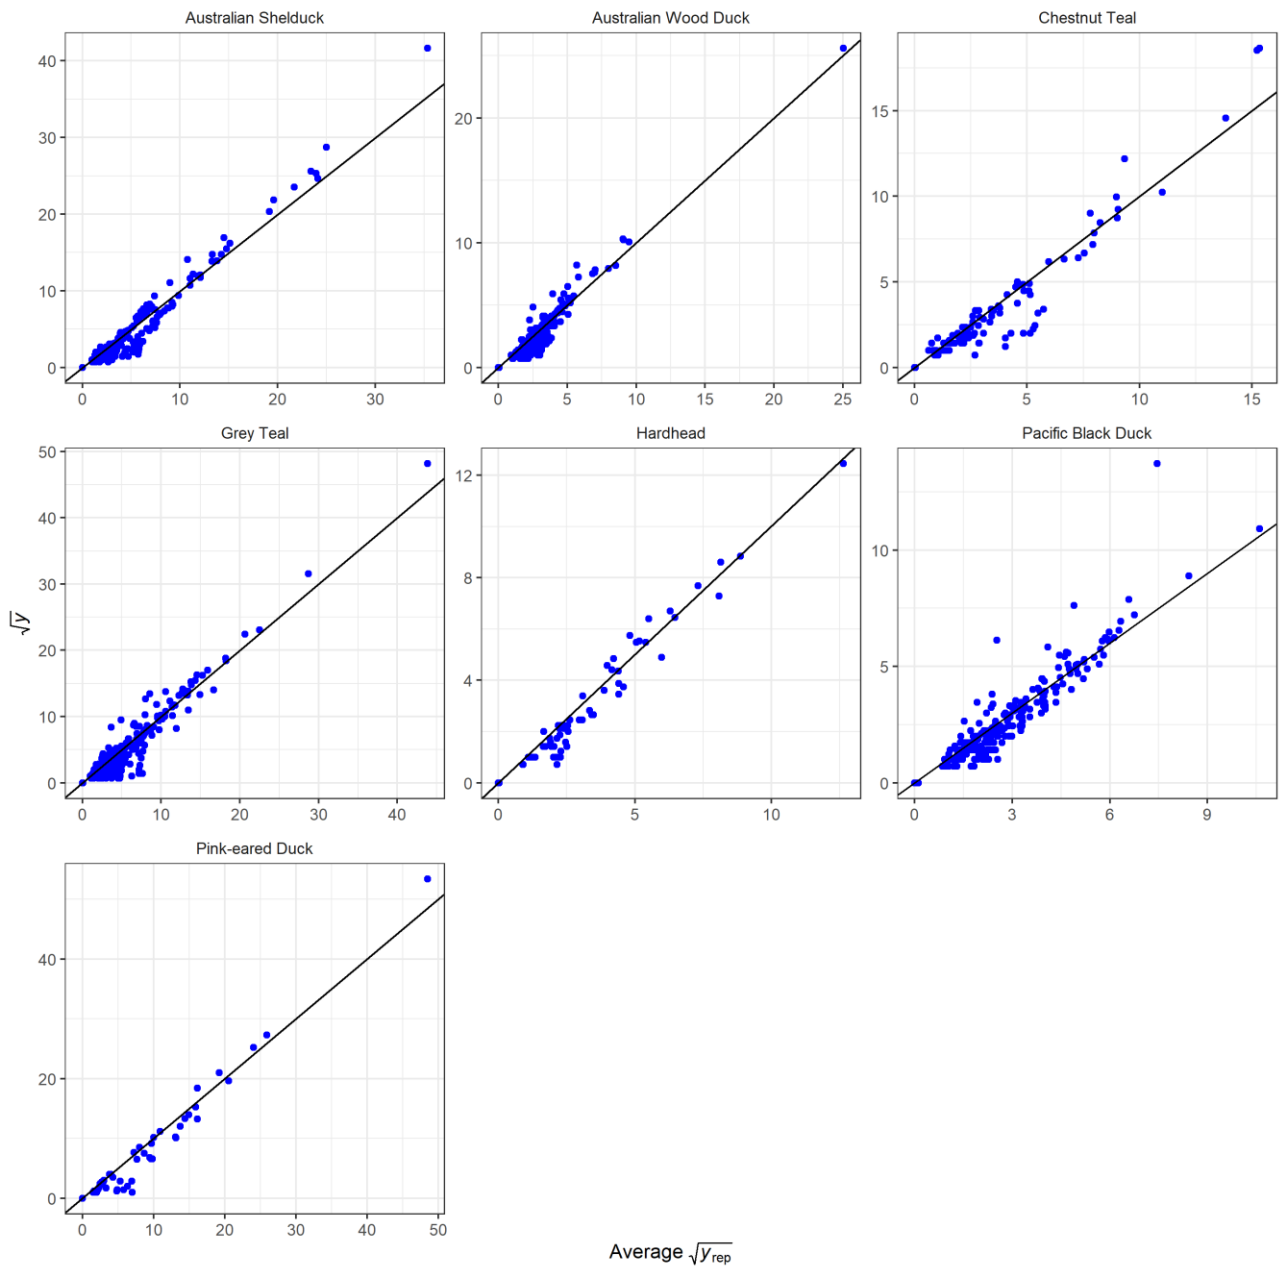 Australian Shelduck
Australian Wood Duck
Chestnut Teal
40
30
20
10
0
0 10 20 30
20
10
0
0 5 10 15 20 25
15
10
5
0
0 5 10 15
Grey Teal
Hardhead
Pacific Black Duck
50
40
30
20
10
0
0 10 20 30 40
12
8
4
0
0 5 10
10
5
0
0 3 6 9
√y
Pink-eared Duck
40
20
0
0 10 20 30 40 50
Average √y_rep